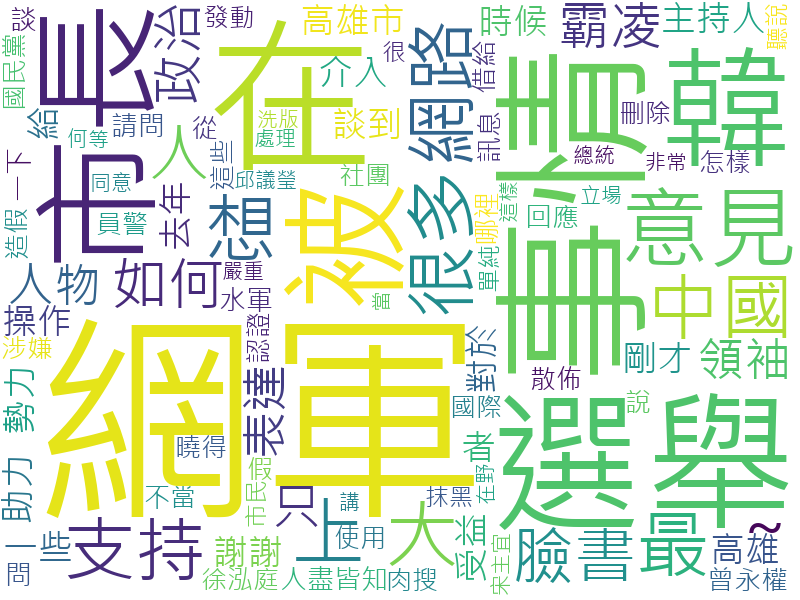 談
發動
高雄市
時候
霸凌
主持人
聽說
國民黨
市長
政治
在
介入
很
網路
借給
事情
韓
給
請問
從
談到
訊息
刪除
何等
洗版
處理
人
這些
邱議瑩
社團
總統
非常
怎樣
一下
同意
員警
去年
想
被
很多
哪裡
這樣
立場
回應
意見
造假
人物
如何
嚴重
水軍
當
單純
中國
操作
認證
對於
剛才
領袖
涉嫌
網軍
表達
散佈
勢力
國際
說
選舉
曉得
者
助力
假
市民
不當
講
抹黑
在野
只
上
使用
大
受益
臉書
最
~
一些
支持
謝謝
高雄
問
徐泓庭
人盡皆知
肉搜
宋主宜
曾永權